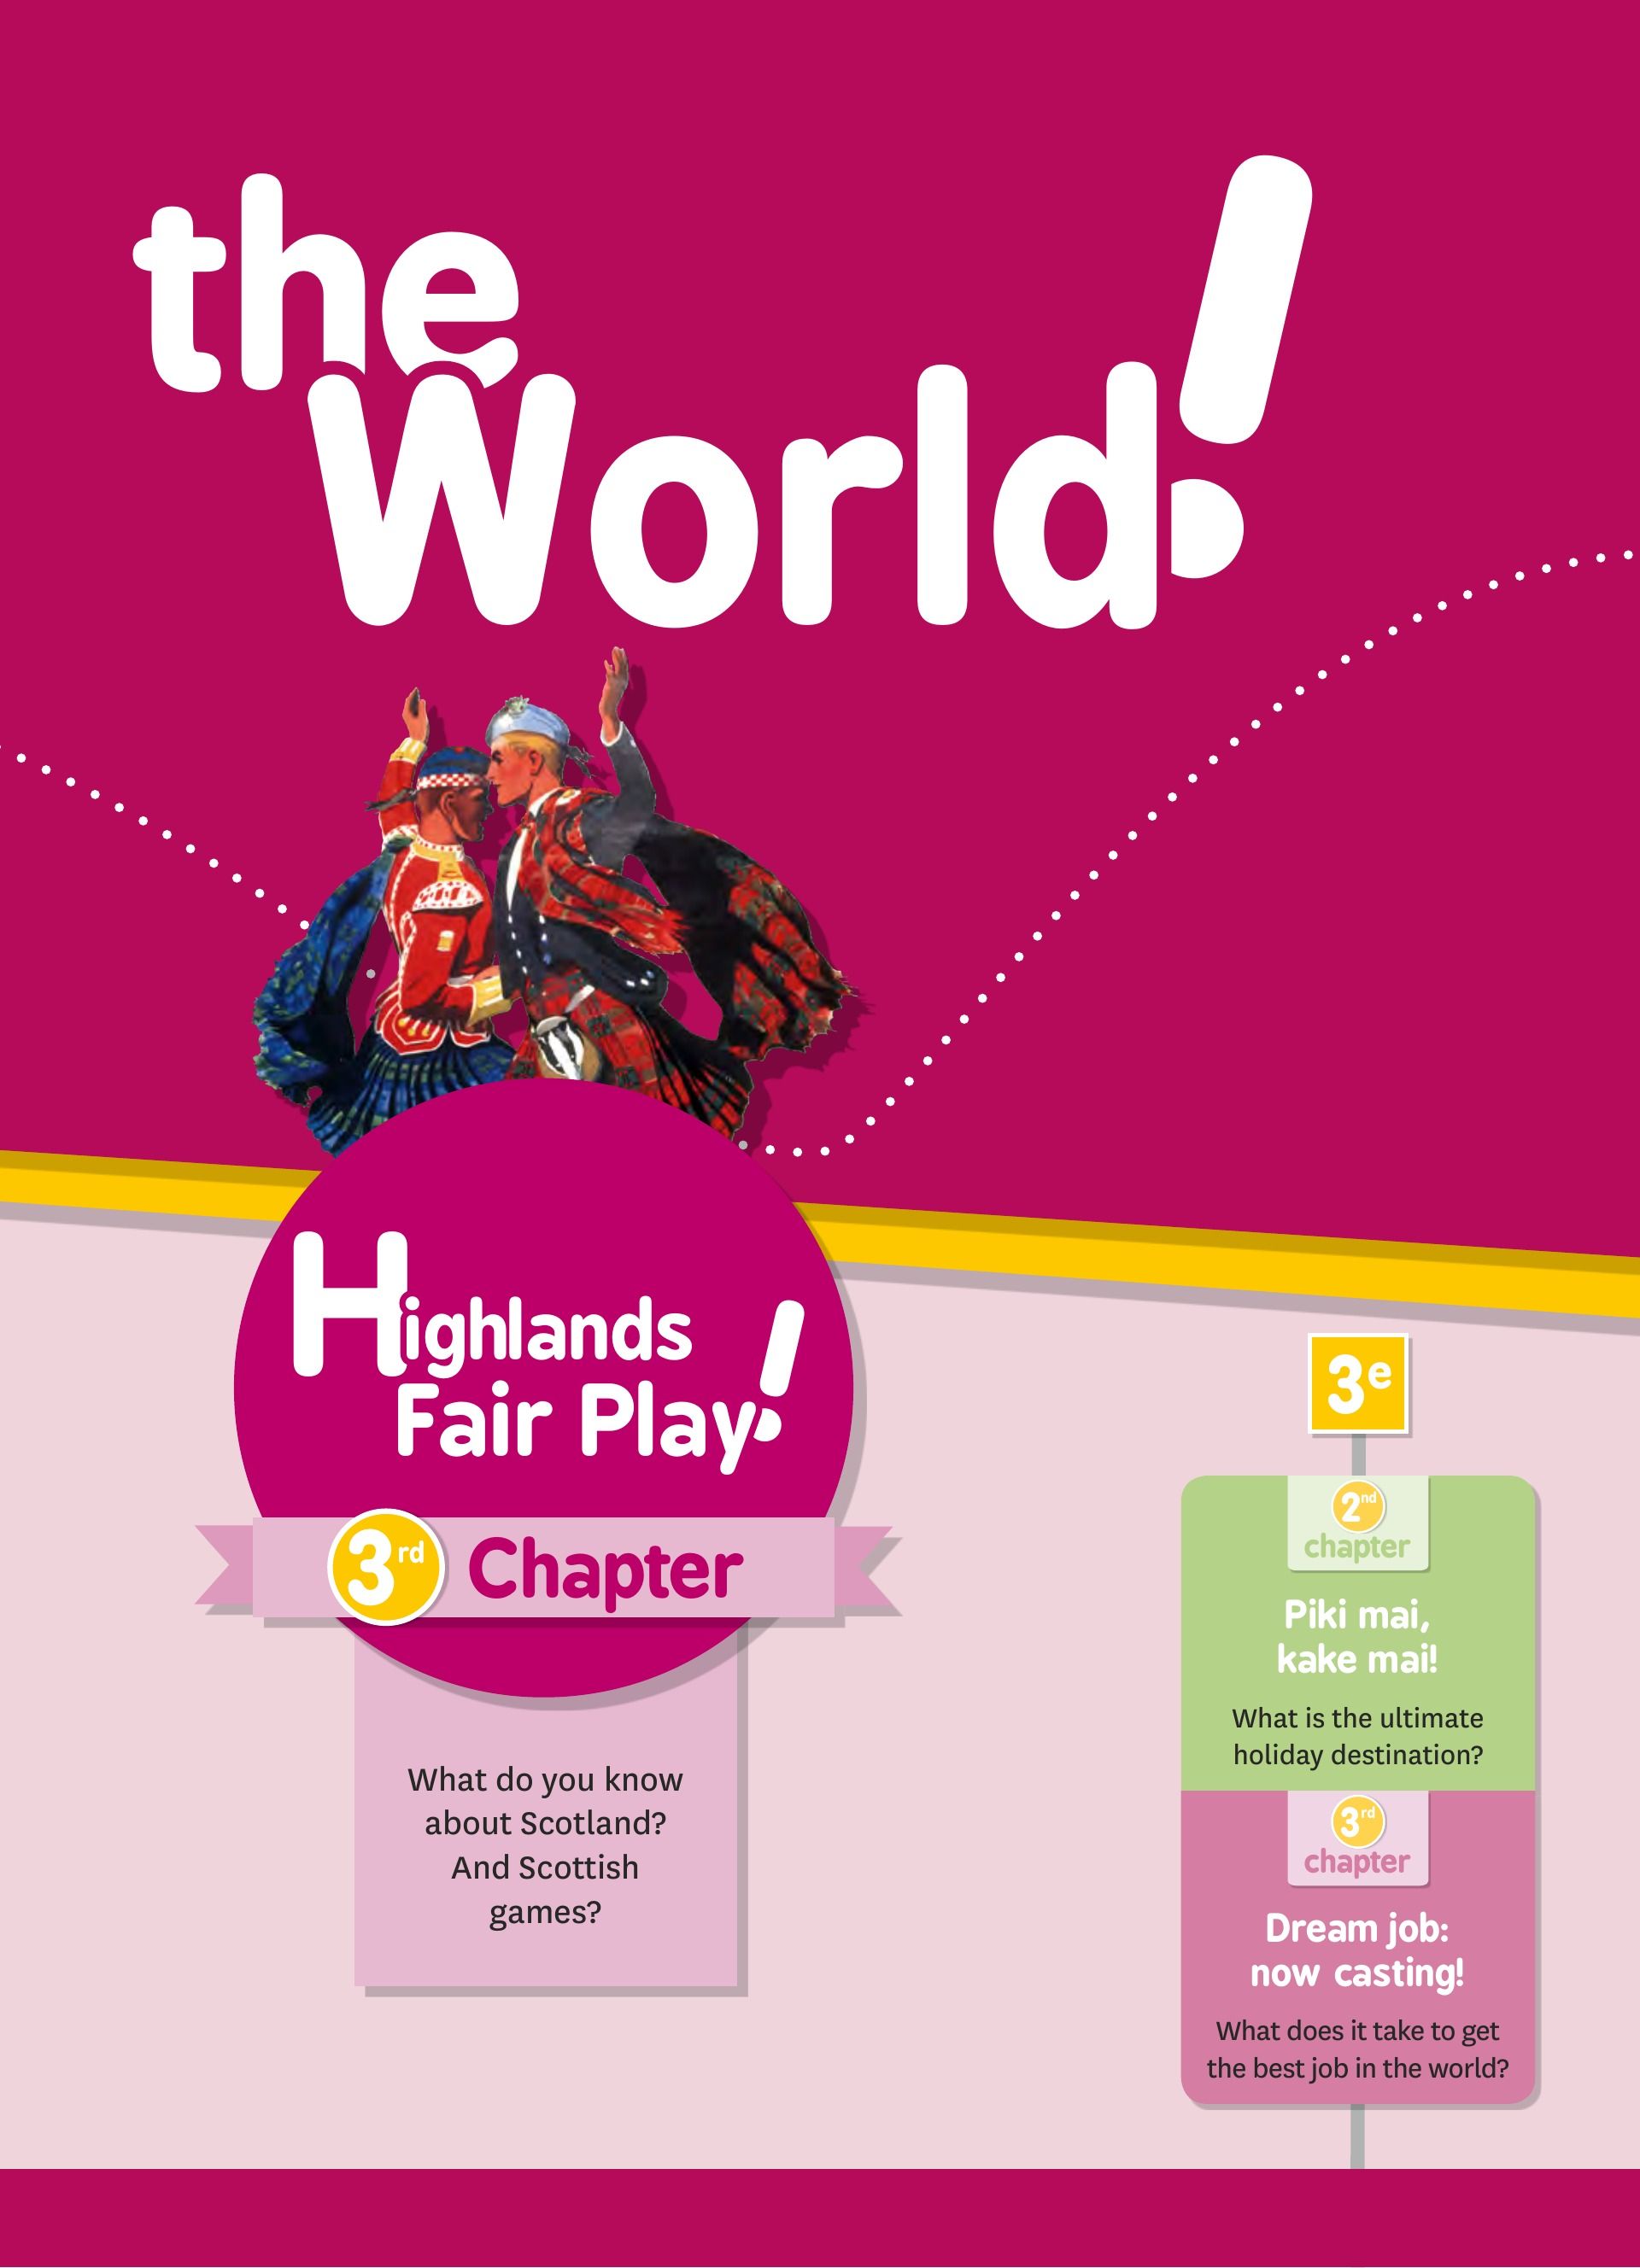 the
World!
Highlands
Fair Play!
3rd Chapter
What do you know
about Scotland?
And Scottish
games?
3e
2nd
chapter
Piki mai,
kake mai!
What is the ultimate
holiday destination?
3rd
chapter
Dream job:
now casting!
What does it take to get
the best job in the world?